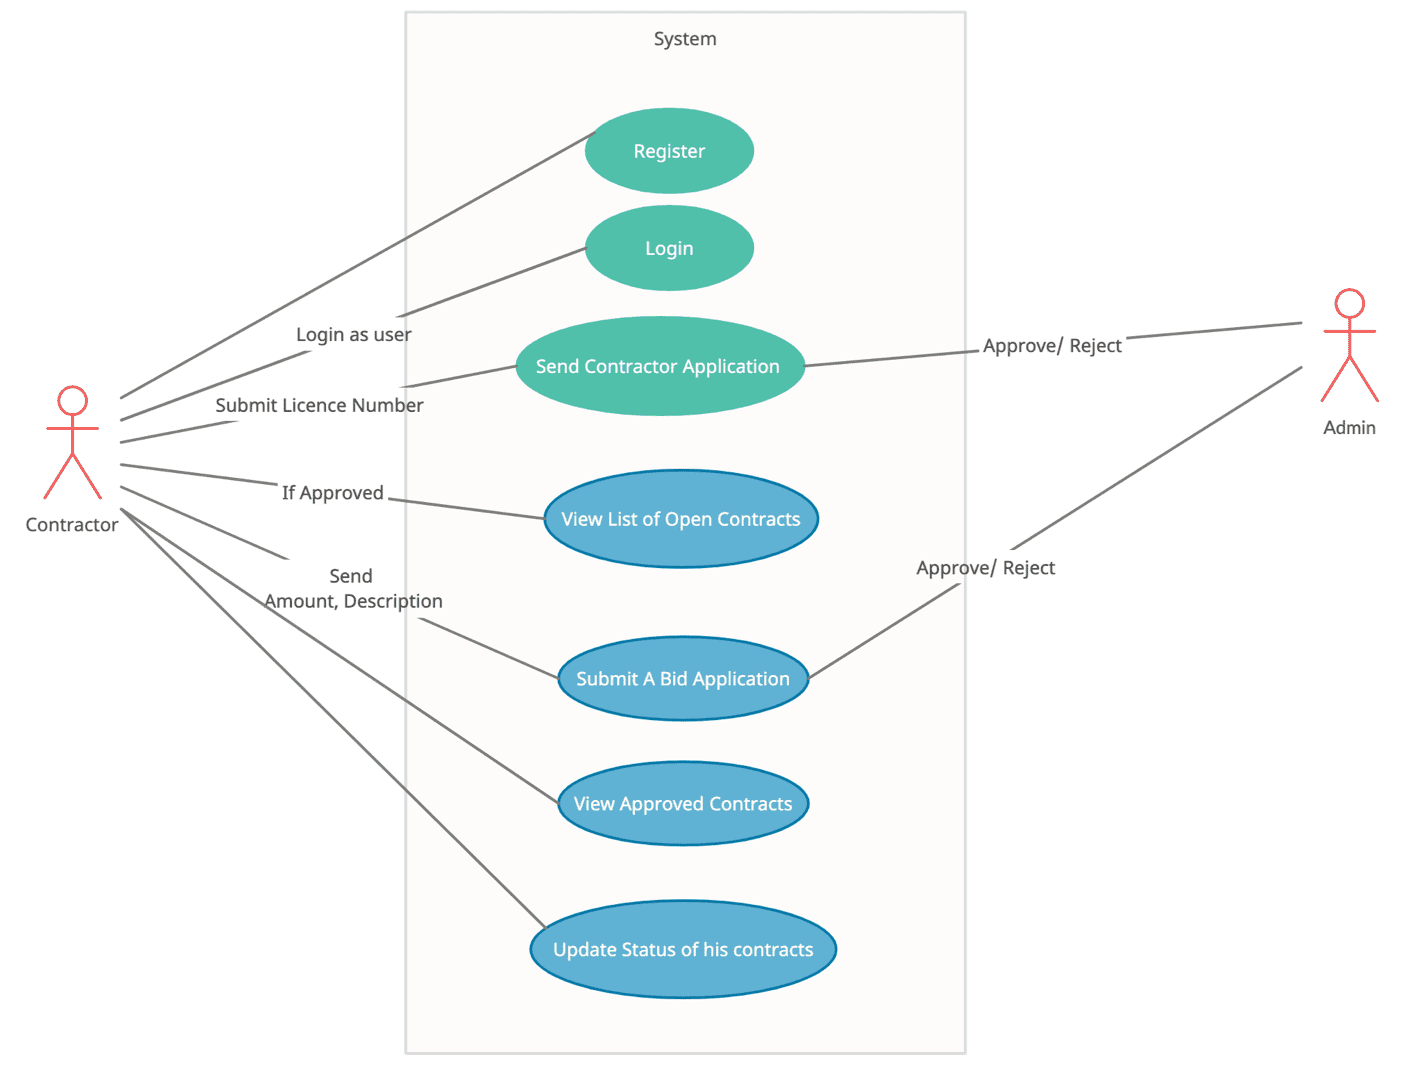 System
Register
Login
Login as user
Send Contractor Application
Approve/ Reject
Submit Licence Number
Admin
If Approved
View List of Open Contracts
Contractor
Approve/ Reject
Send
Amount, Description
Submit A Bid Application
View Approved Contracts
Update Status of his contracts